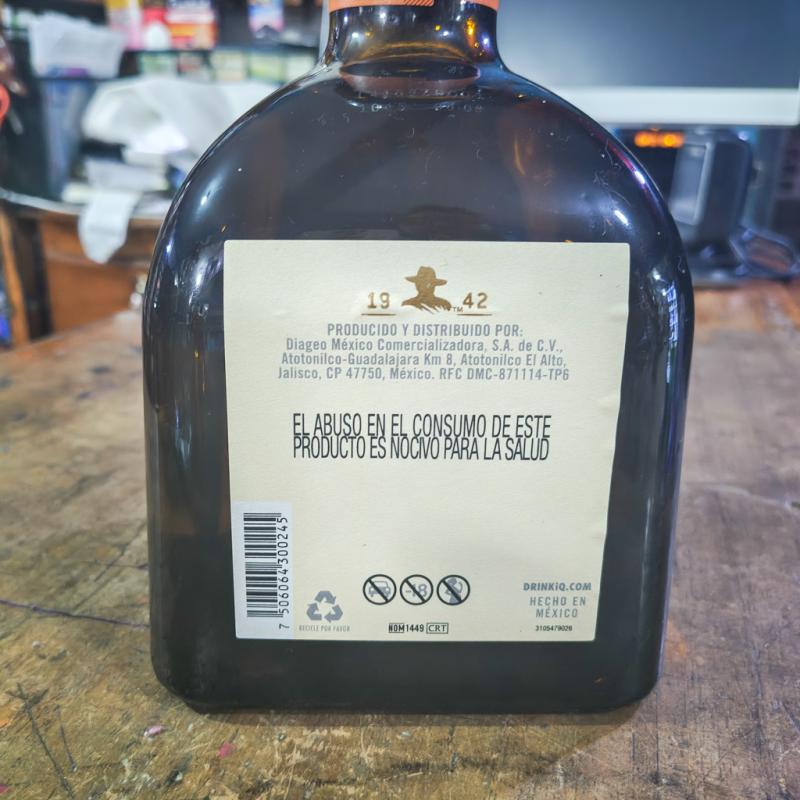 19 42
TM
PRODUCIDO Y DISTRIBUIDO POR:
Diageo México Comercializadora, S.A. de C.V.,
Atotonilco-Guadalajara Km 8, Atotonilco El Alto,
Jalisco, CP 47750, México. RFC DMC-871114-TP6
EL ABUSO EN EL CONSUMO DE ESTE
PRODUCTO ES NOCIVO PARA LA SALUD
7 506064 300245
RECICLE POR FAVOR
-18
NOM1449 CRT
DRINKiQ.COM
HECHO EN
MÉXICO
3105479026